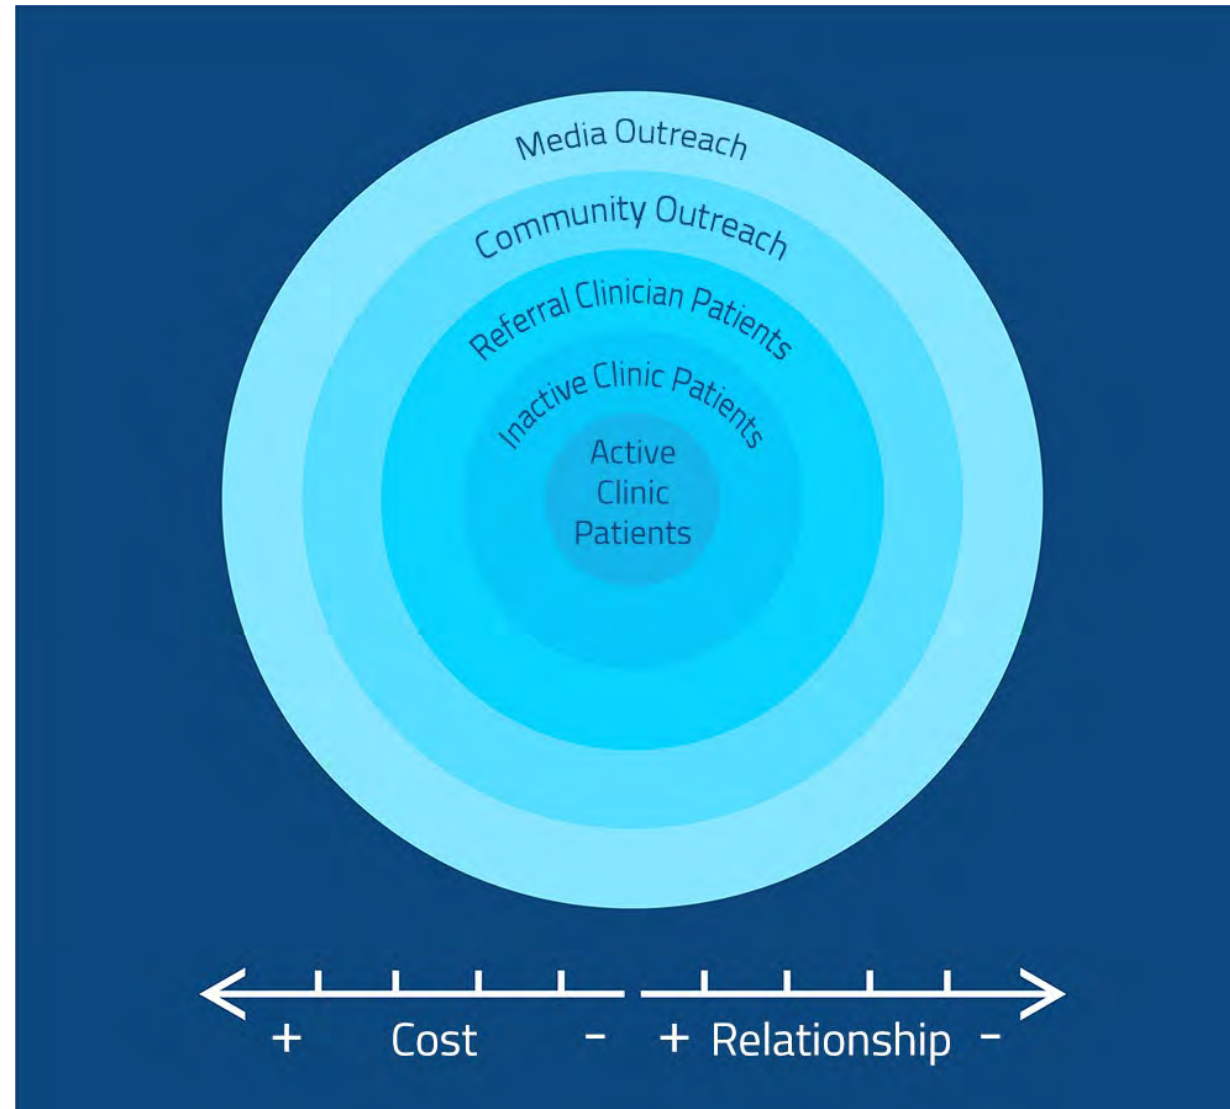 Media Outreach
Community Outreach
Referral Clinician Patients
Inactive Clinic Patients
Active
Clinic
Patients
+ Cost - + Relationship -